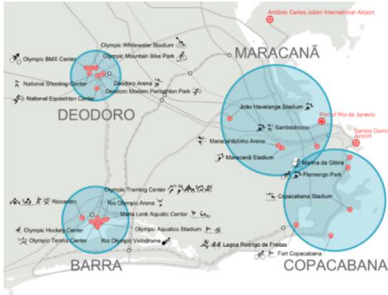 Antônio Carlos Jobim International Airport
Olympic Whitewater Stadium
Olympic BMX Center
Olympic Mountain Bike Park
MARACANÃ
National Shooting Center
Deodoro Arena
Deodoro Modern Pentathlon Park
National Equestrian Center
DEODORO
João Havelange Stadium
Port of Rio de Janeiro
Sambódromo
Santos Dumont Airport
Maracanãzinho Arena
Maracanã Stadium
Marina da Glória
Flamengo Park
Olympic Training Center
Riocentro
Rio Olympic Arena
Copacabana Stadium
Maria Lenk Aquatic Center
Olympic Hockey Center
Olympic Aquatics Stadium
Olympic Tennis Center
Rio Olympic Velodrome
Lagoa Rodrigo de Freitas
Fort Copacabana
BARRA
COPACABANA